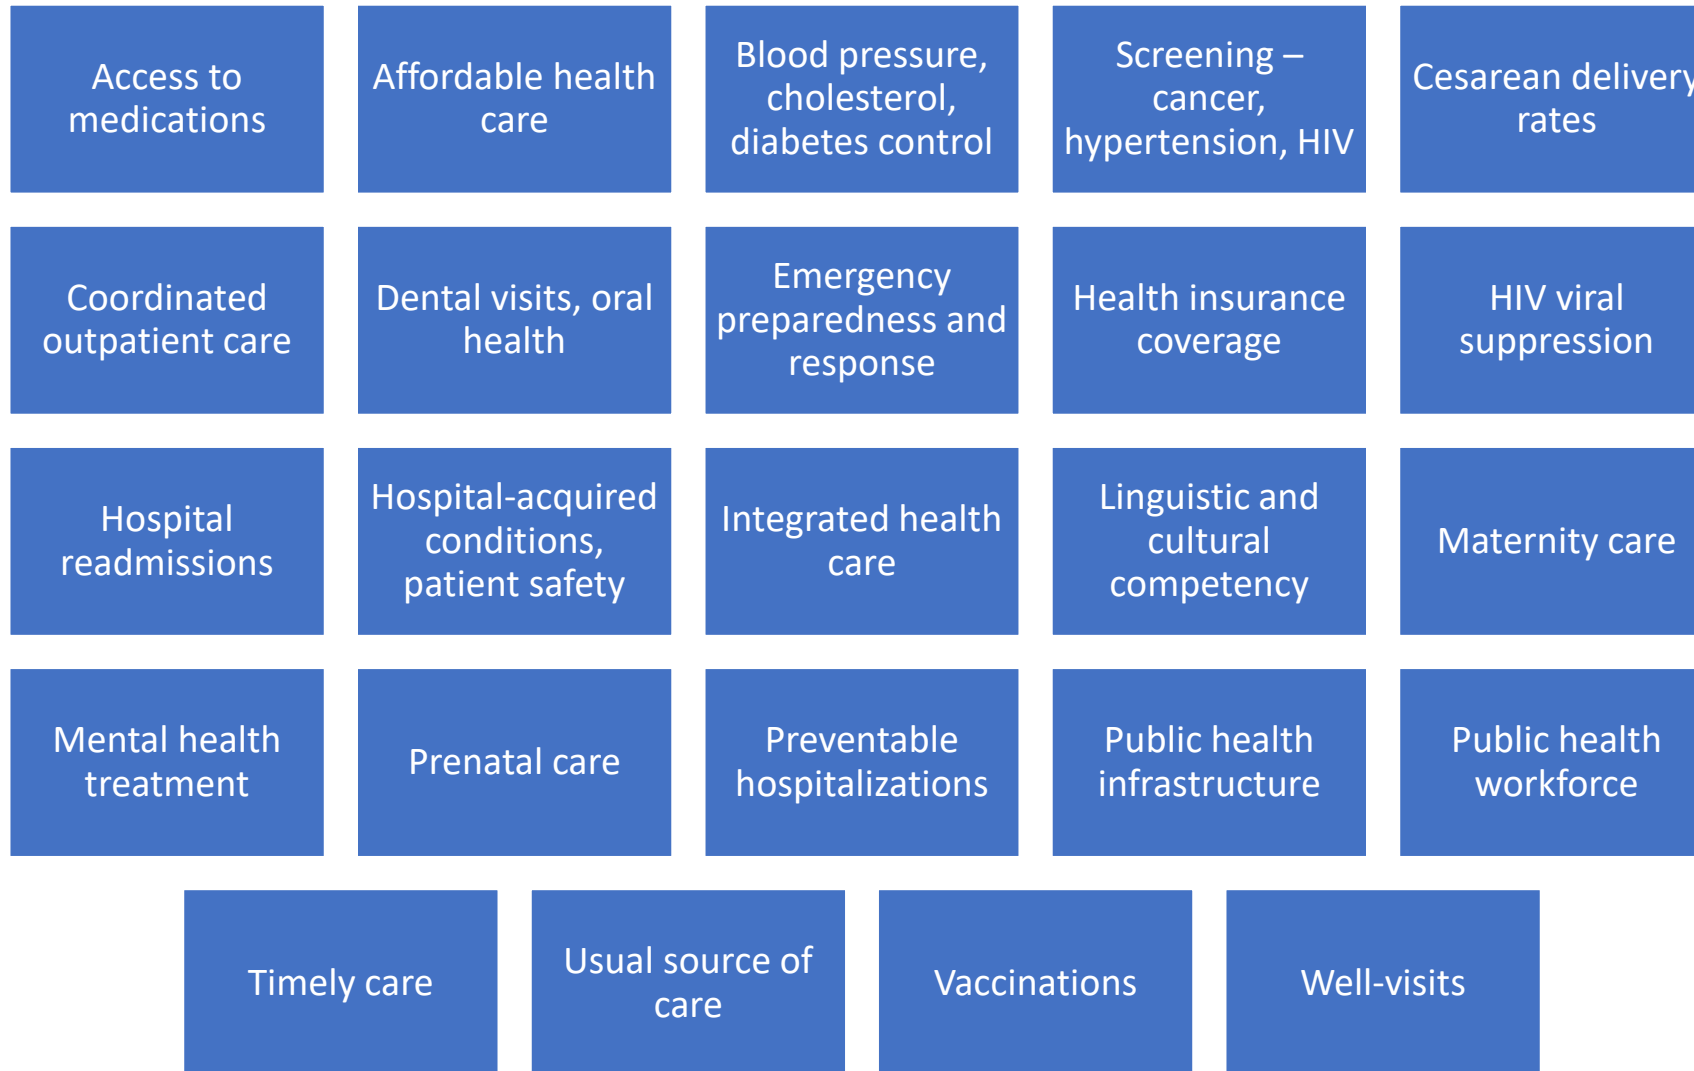 Access to
medications
Affordable health
care
Blood pressure,
cholesterol,
diabetes control
Screening –
cancer,
hypertension, HIV
Cesarean delivery
rates
Coordinated
outpatient care
Dental visits, oral
health
Emergency
preparedness and
response
Health insurance
coverage
HIV viral
suppression
Hospital
readmissions
Hospital-acquired
conditions,
patient safety
Integrated health
care
Linguistic and
cultural
competency
Maternity care
Mental health
treatment
Prenatal care
Preventable
hospitalizations
Public health
infrastructure
Public health
workforce
Timely care
Usual source of
care
Vaccinations
Well-visits